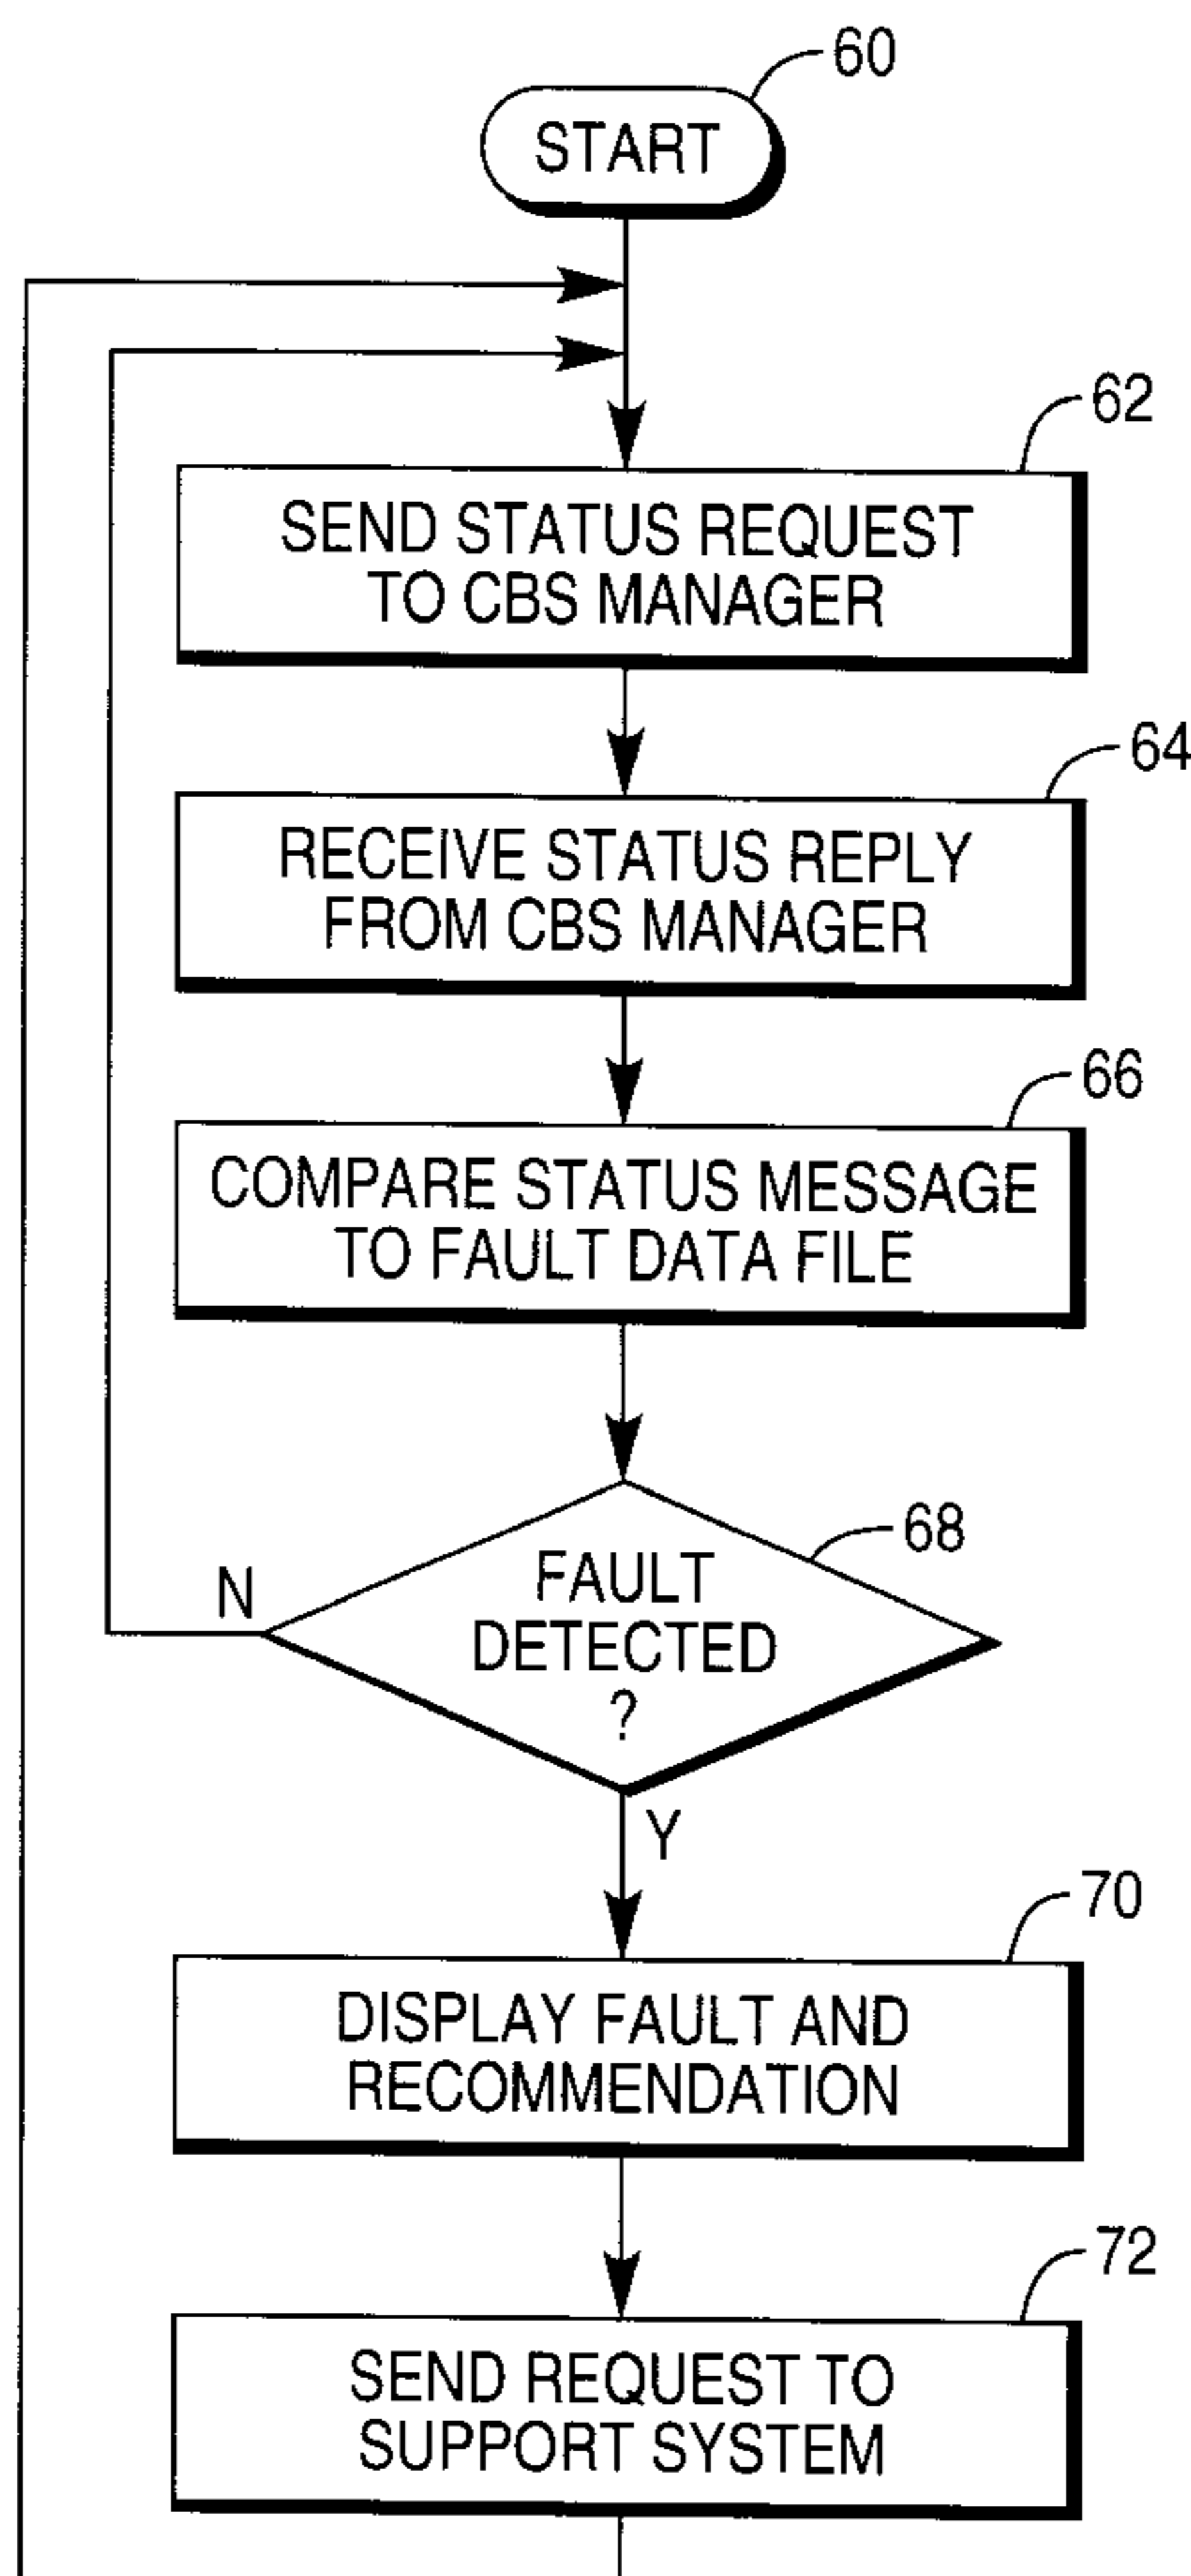 60
START
62
SEND STATUS REQUEST
TO CBS MANAGER
64
RECEIVE STATUS REPLY
FROM CBS MANAGER
66
COMPARE STATUS MESSAGE
TO FAULT DATA FILE
68
FAULT
DETECTED
?
N
Y
70
DISPLAY FAULT AND
RECOMMENDATION
72
SEND REQUEST TO
SUPPORT SYSTEM